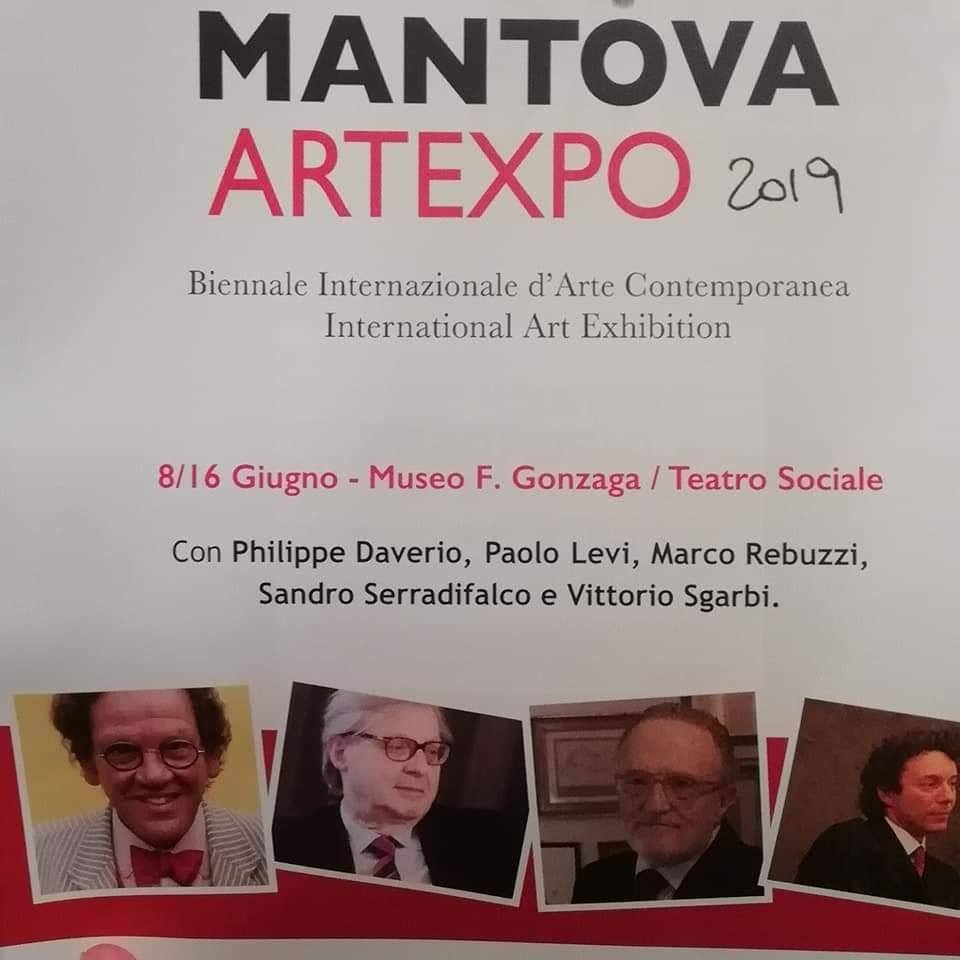 MANTOVA
ARTEXPO 2019
Biennale Internazionale d'Arte Contemporanea
International Art Exhibition
8/16 Giugno - Museo F. Gonzaga / Teatro Sociale
Con Philippe Daverio, Paolo Levi, Marco Rebuzzi,
Sandro Serradifalco e Vittorio Sgarbi.